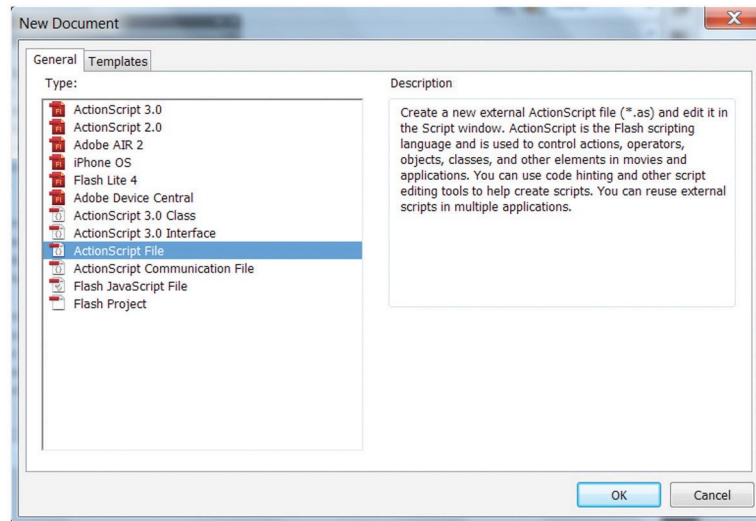 New Document
General
Templates
Type:
ActionScript 3.0
ActionScript 2.0
Adobe AIR 2
iPhone OS
Flash Lite 4
Adobe Device Central
ActionScript 3.0 Class
ActionScript 3.0 Interface
ActionScript File
ActionScript Communication File
Flash JavaScript File
Flash Project
Description
Create a new external ActionScript file (*.as) and edit it in
the Script window. ActionScript is the Flash scripting
language and is used to control actions, operators,
objects, classes, and other elements in movies and
applications. You can use code hinting and other script
editing tools to help create scripts. You can reuse external
scripts in multiple applications.
OK
Cancel